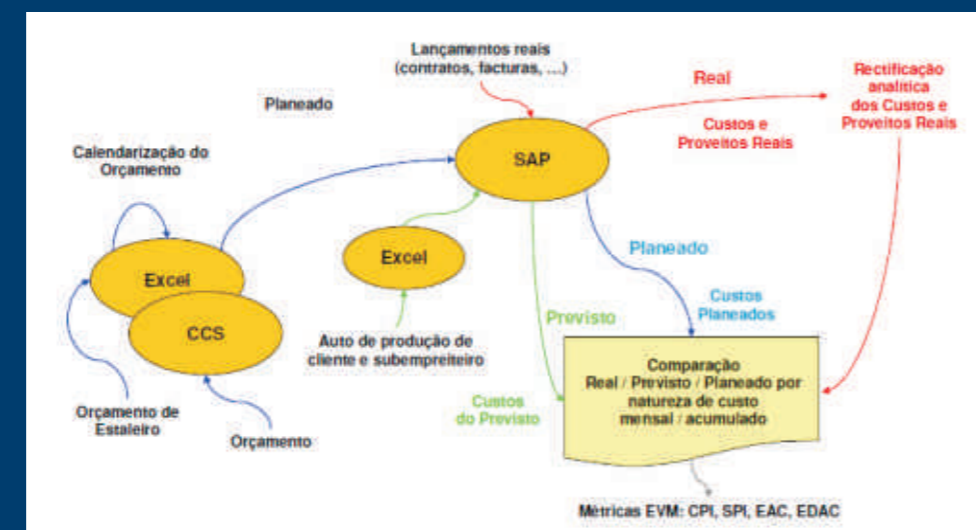 Lançamentos reais
(contratos, facturas, ...)
Planeado
Real
Rectificação
analítica
dos Custos e
Proveitos Reais
Custos e
Proveitos Reais
Calendarização do
Orçamento
SAP
Excel
CCS
Excel
Planeado
Custos
Planeados
Previsto
Auto de produção de
cliente e subempreiteiro
Custos
do Previsto
Comparação
Real / Previsto / Planeado por
natureza de custo
mensal / acumulado
Orçamento de
Estaleiro
Orçamento
Métricas EVM: CPI, SPI, EAC, EDAC